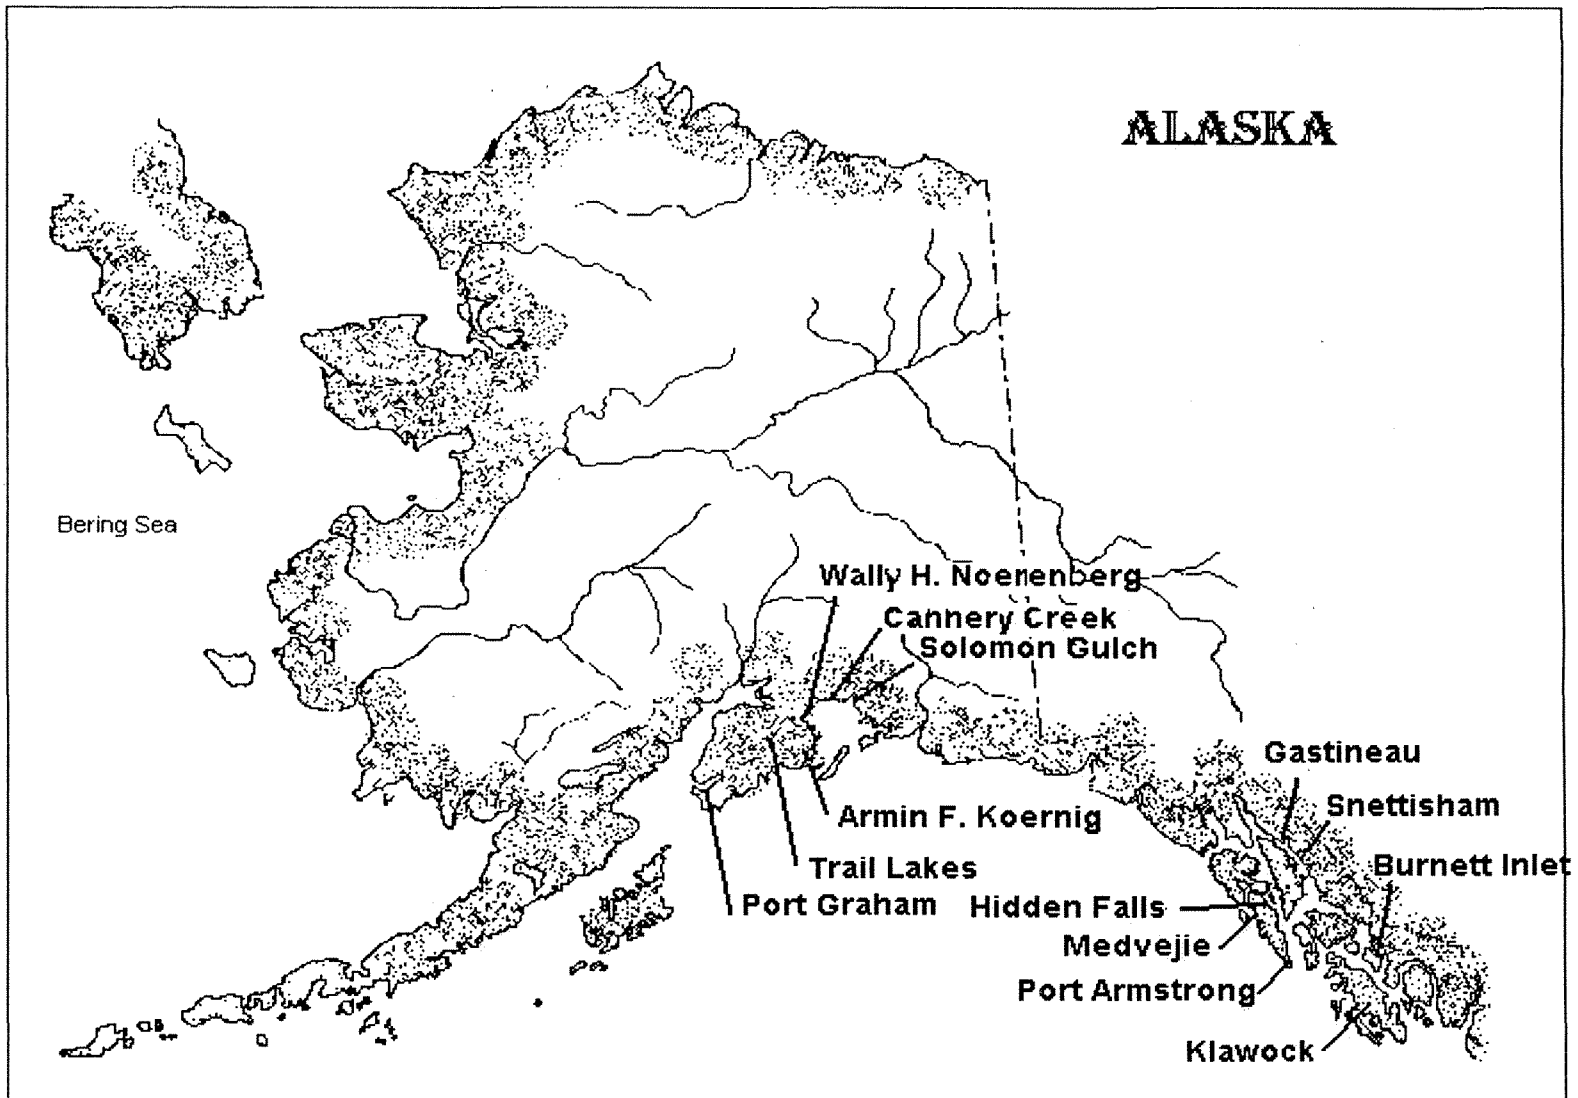 ALASKA
Bering Sea
Wally H. Noerenberg
Cannery Creek
Solomon Gulch
Gastineau
Snettisham
Armin F. Koernig
Burnett Inlet
Trail Lakes
Port Graham
Hidden Falls
Medvejie
Port Armstrong
Klawock